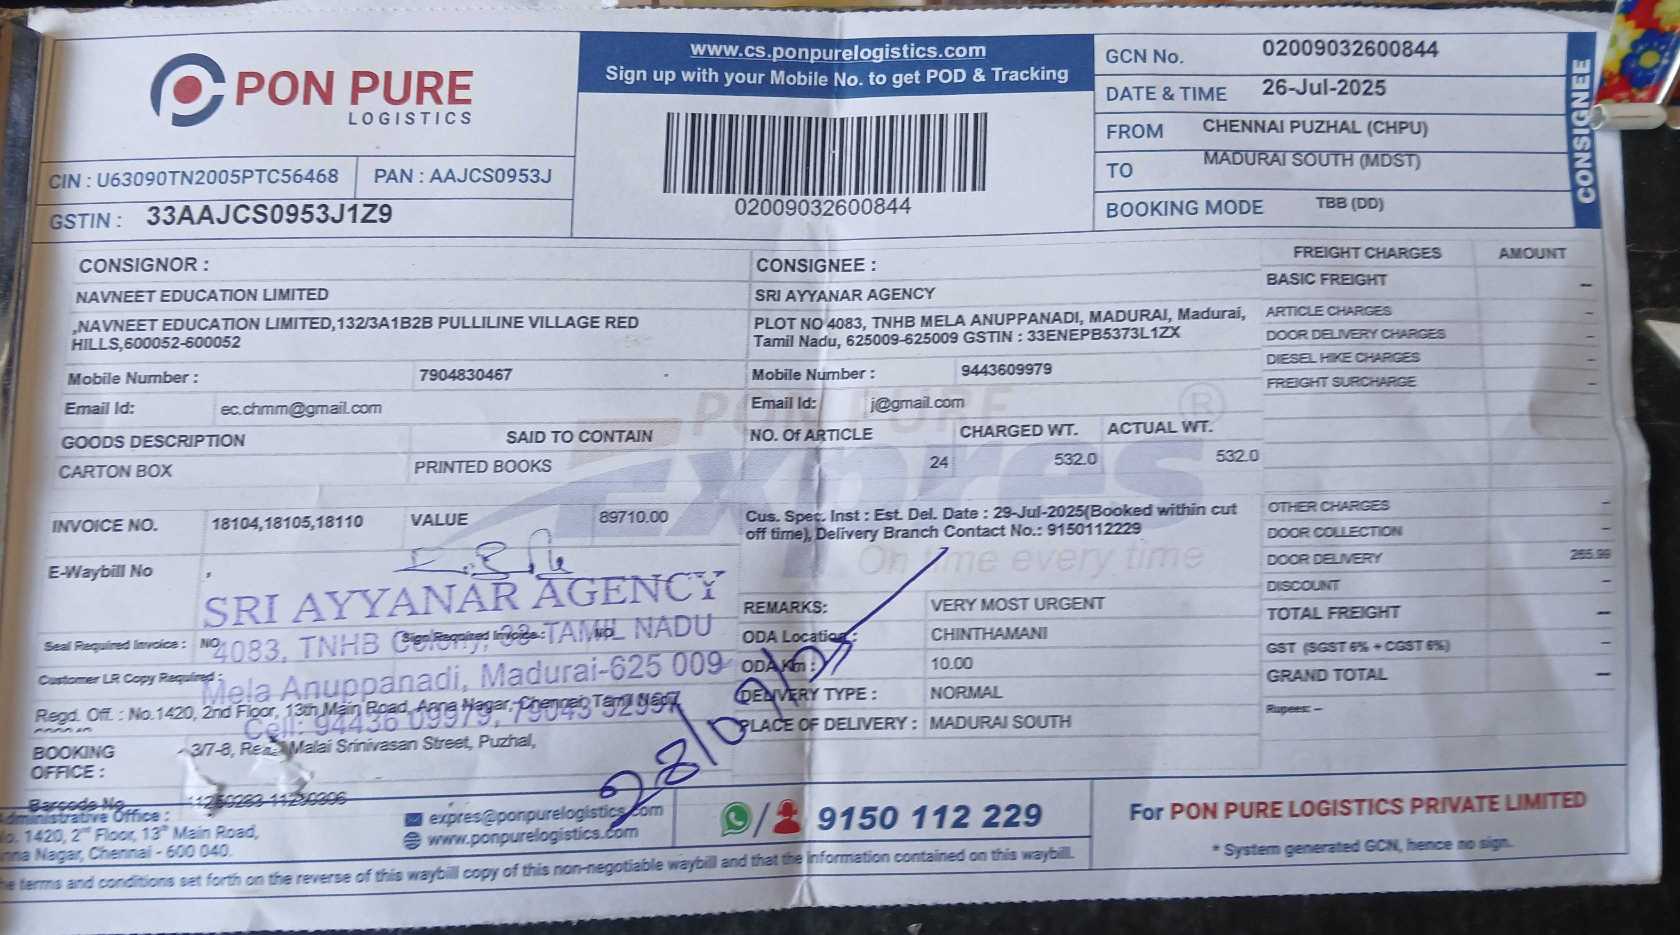 PON PURE
LOGISTICS
www.cs.ponpurelogistics.com
Sign up with your Mobile No. to get POD & Tracking
02009032600844
CIN : U63090TN2005PTC56468
PAN : AAJCS0953J
GSTIN : 33AAJCS0953J1Z9
GCN No. 02009032600844
DATE & TIME 26-Jul-2025
FROM CHENNAI PUZHAL (CHPU)
TO MADURAI SOUTH (MDST)
BOOKING MODE TBB (DD)
CONSIGNEE
CONSIGNOR :
NAVNEET EDUCATION LIMITED
,NAVNEET EDUCATION LIMITED,132/3A1B2B PULLILINE VILLAGE RED
HILLS,600052-600052
Mobile Number : 7904830467 -
Email Id: ec.chmm@gmail.com
CONSIGNEE :
SRI AYYANAR AGENCY
PLOT NO 4083, TNHB MELA ANUPPANADI, MADURAI, Madurai,
Tamil Nadu, 625009-625009 GSTIN : 33ENEPB5373L1ZX
Mobile Number : 9443609979
Email Id: j@gmail.com
GOODS DESCRIPTION SAID TO CONTAIN NO. Of ARTICLE CHARGED WT. ACTUAL WT.
CARTON BOX PRINTED BOOKS 24 532.0 532.0
INVOICE NO. 18104,18105,18110 VALUE 89710.00
Cus. Spec. Inst : Est. Del. Date : 29-Jul-2025(Booked within cut
off time), Delivery Branch Contact No.: 9150112229
PON PURE
Expres
®
On time every time
E-Waybill No ,
SRI AYYANAR AGENCY
4083, TNHB Colony, 33 TAMIL NADU
Mela Anuppanadi, Madurai-625 009
Cell: 94436 09979, 79043 52997
Seal Required Invoice : NO Sign Required Invoice : NO
Customer LR Copy Required :
Regd. Off. : No.1420, 2nd Floor, 13th Main Road, Anna Nagar, Chennai, Tamil Nadu
REMARKS: VERY MOST URGENT
ODA Location : CHINTHAMANI
ODA Km : 10.00
DELIVERY TYPE : NORMAL
PLACE OF DELIVERY : MADURAI SOUTH
BOOKING 3/7-8, Malai Srinivasan Street, Puzhal,
OFFICE :
Barcode No
FREIGHT CHARGES AMOUNT
BASIC FREIGHT --
ARTICLE CHARGES -
DOOR DELIVERY CHARGES -
DIESEL HIKE CHARGES -
FREIGHT SURCHARGE -
OTHER CHARGES -
DOOR COLLECTION -
DOOR DELIVERY 265.99
DISCOUNT -
TOTAL FREIGHT --
GST (SGST 6% + CGST 6%) -
GRAND TOTAL --
Rupees: --
dministrative Office :
o. 1420, 2nd Floor, 13th Main Road,
nna Nagar, Chennai - 600 040.
expres@ponpurelogistics.com
www.ponpurelogistics.com
9150 112 229
For PON PURE LOGISTICS PRIVATE LIMITED
* System generated GCN, hence no sign.
he terms and conditions set forth on the reverse of this waybill copy of this non-negotiable waybill and that the information contained on this waybill.